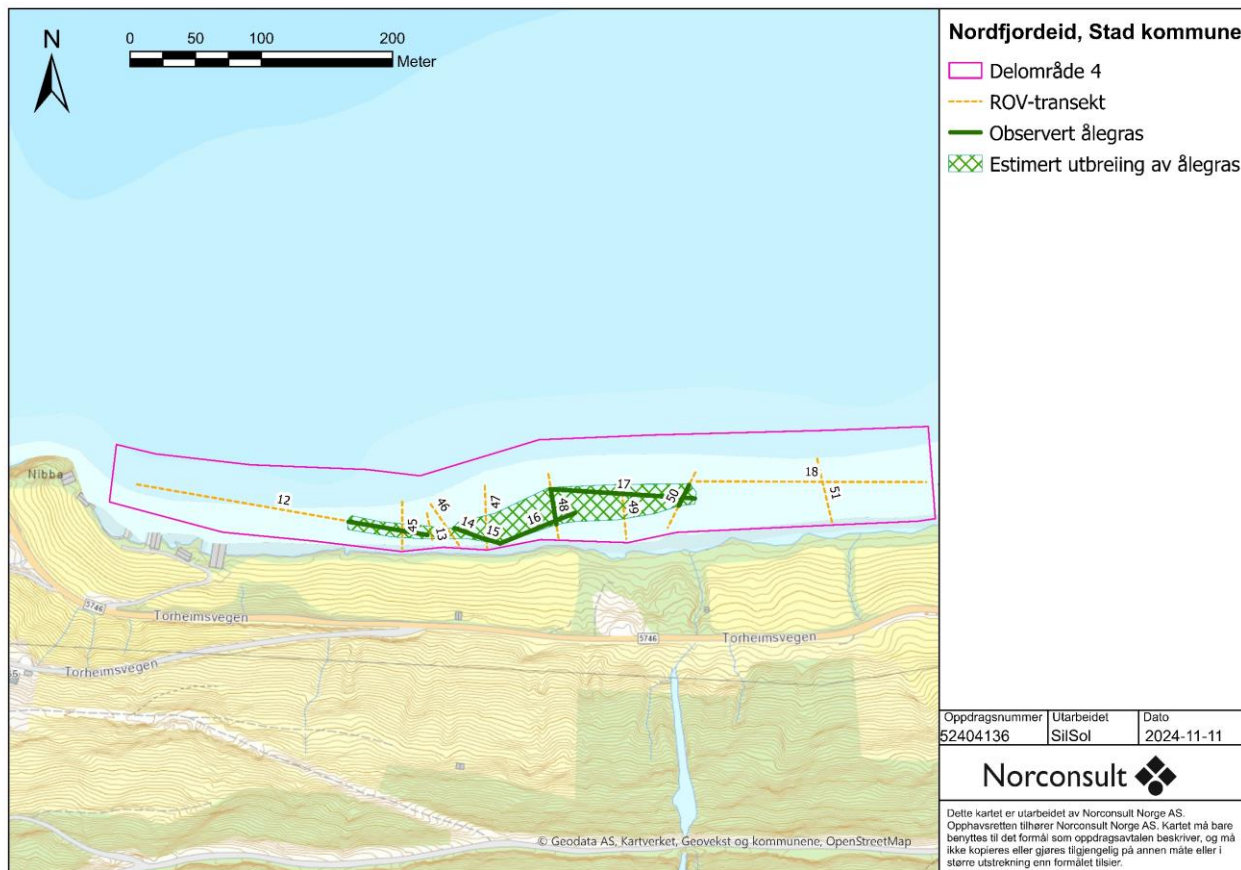 N
0 50 100 200
Meter
Nordfjordeid, Stad kommune
Delområde 4
ROV-transekt
Observert ålegras
Estimert utbreiing av ålegras
Nibba
12
45
13
46
14
47
15
16
48
17
49
50
18
51
5746
Torheimsvegen
5746
Torheimsvegen
Torheimsvegen
© Geodata AS, Kartverket, Geovekst og kommunene, OpenStreetMap
Oppdragsnummer Utarbeidet Dato
52404136 SilSol 2024-11-11
Norconsult
Dette kartet er utarbeidet av Norconsult Norge AS.
Opphavsretten tilhører Norconsult Norge AS. Kartet må bare
benyttes til det formål som oppdragsavtalen beskriver, og må
ikke kopieres eller gjøres tilgjengelig på annen måte eller i
større utstrekning enn formålet tilsier.